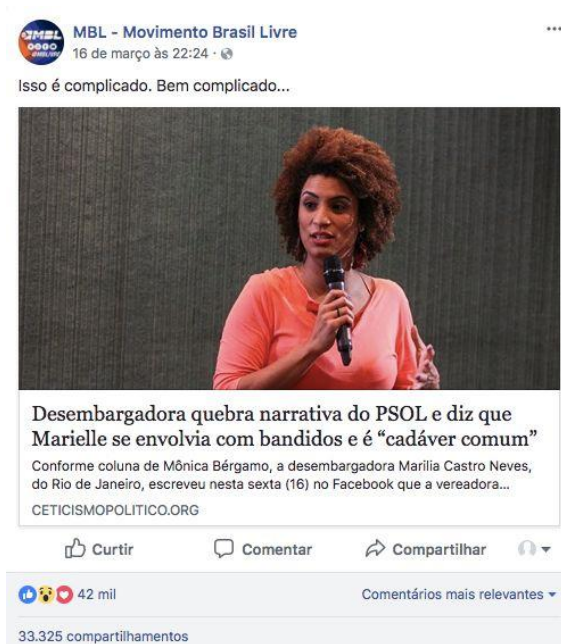 MBL - Movimento Brasil Livre
16 de março às 22:24 ·
Isso é complicado. Bem complicado...
Desembargadora quebra narrativa do PSOL e diz que
Marielle se envolvia com bandidos e é “cadáver comum”
Conforme coluna de Mônica Bérgamo, a desembargadora Marilia Castro Neves,
do Rio de Janeiro, escreveu nesta sexta (16) no Facebook que a vereadora...
CETICISMOPOLITICO.ORG
Curtir Comentar Compartilhar
42 mil Comentários mais relevantes
33.325 compartilhamentos